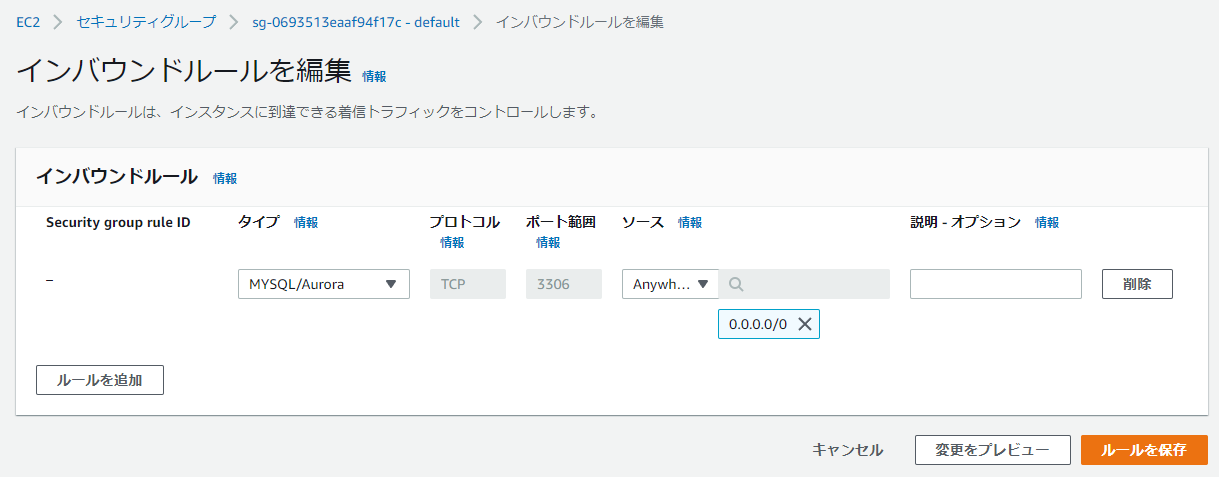 EC2 > セキュリティグループ > sg-0693513eaaf94f17c - default > インバウンドルールを編集
インバウンドルールを編集 情報
インバウンドルールは、インスタンスに到達できる着信トラフィックをコントロールします。
インバウンドルール 情報
Security group rule ID タイプ 情報 プロトコル 情報 ポート範囲 情報 ソース 情報 説明 - オプション 情報
– MYSQL/Aurora TCP 3306 Anywh... 削除
0.0.0.0/0
ルールを追加
キャンセル 変更をプレビュー ルールを保存